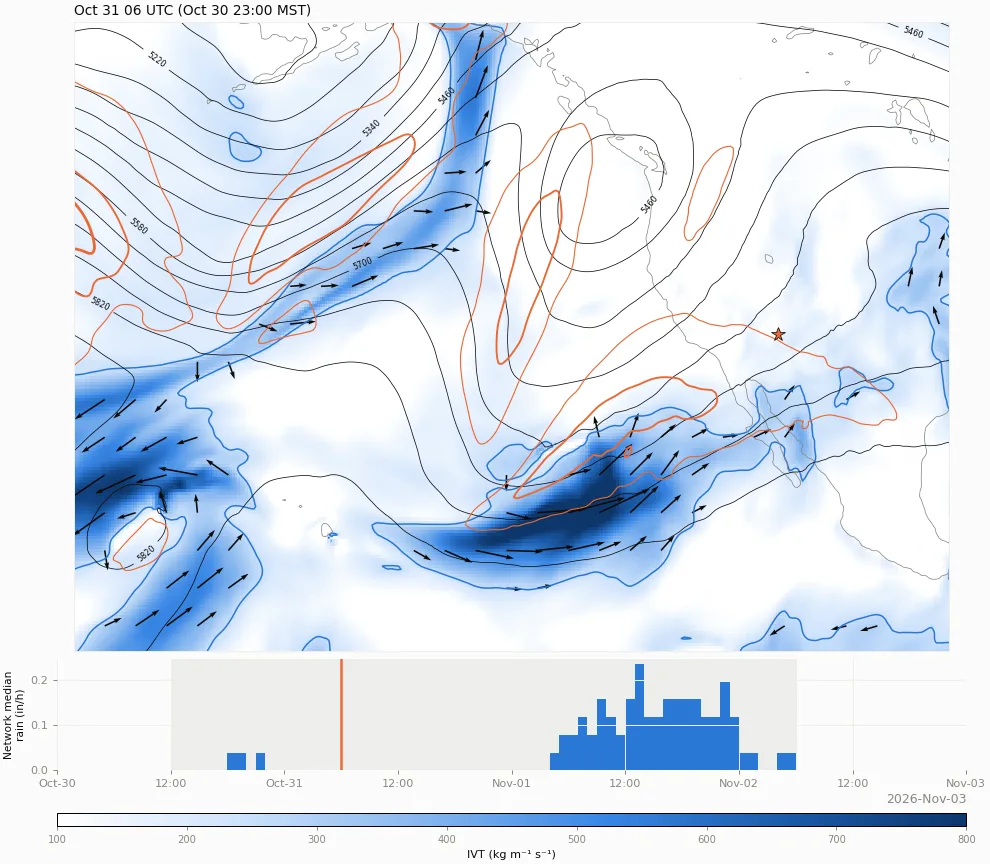 Oct 31 06 UTC (Oct 30 23:00 MST)
5460
5220
5460
5340
5460
5580
5700
5820
5820
Network median
rain (in/h)
0.2
0.1
0.0
Oct-30
12:00
Oct-31
12:00
Nov-01
12:00
Nov-02
12:00
Nov-03
2026-Nov-03
100
200
300
400
500
600
700
800
IVT (kg m⁻¹ s⁻¹)